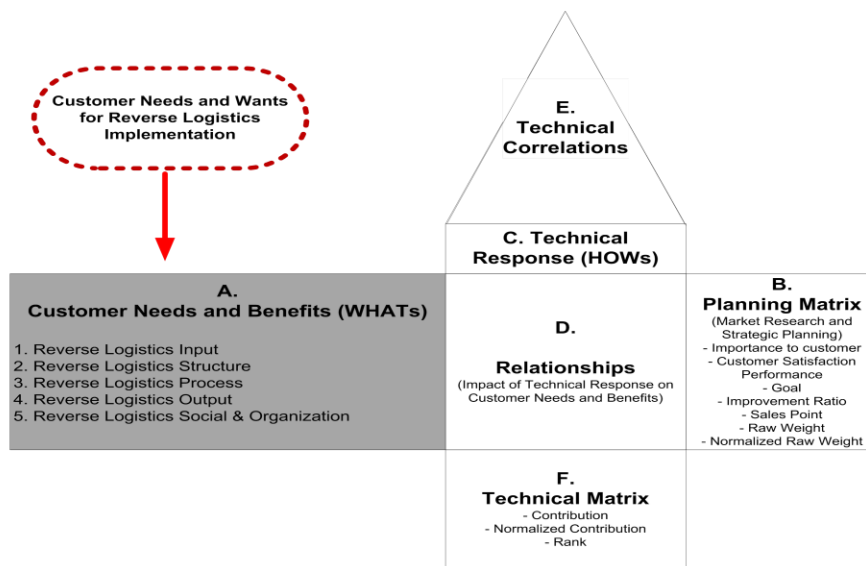 Customer Needs and Wants
for Reverse Logistics
Implementation
E.
Technical
Correlations
C. Technical
Response (HOWs)
A.
Customer Needs and Benefits (WHATs)
1. Reverse Logistics Input
2. Reverse Logistics Structure
3. Reverse Logistics Process
4. Reverse Logistics Output
5. Reverse Logistics Social & Organization
D.
Relationships
(Impact of Technical Response on
Customer Needs and Benefits)
B.
Planning Matrix
(Market Research and
Strategic Planning)
- Importance to customer
- Customer Satisfaction
Performance
- Goal
- Improvement Ratio
- Sales Point
- Raw Weight
- Normalized Raw Weight
F.
Technical Matrix
- Contribution
- Normalized Contribution
- Rank